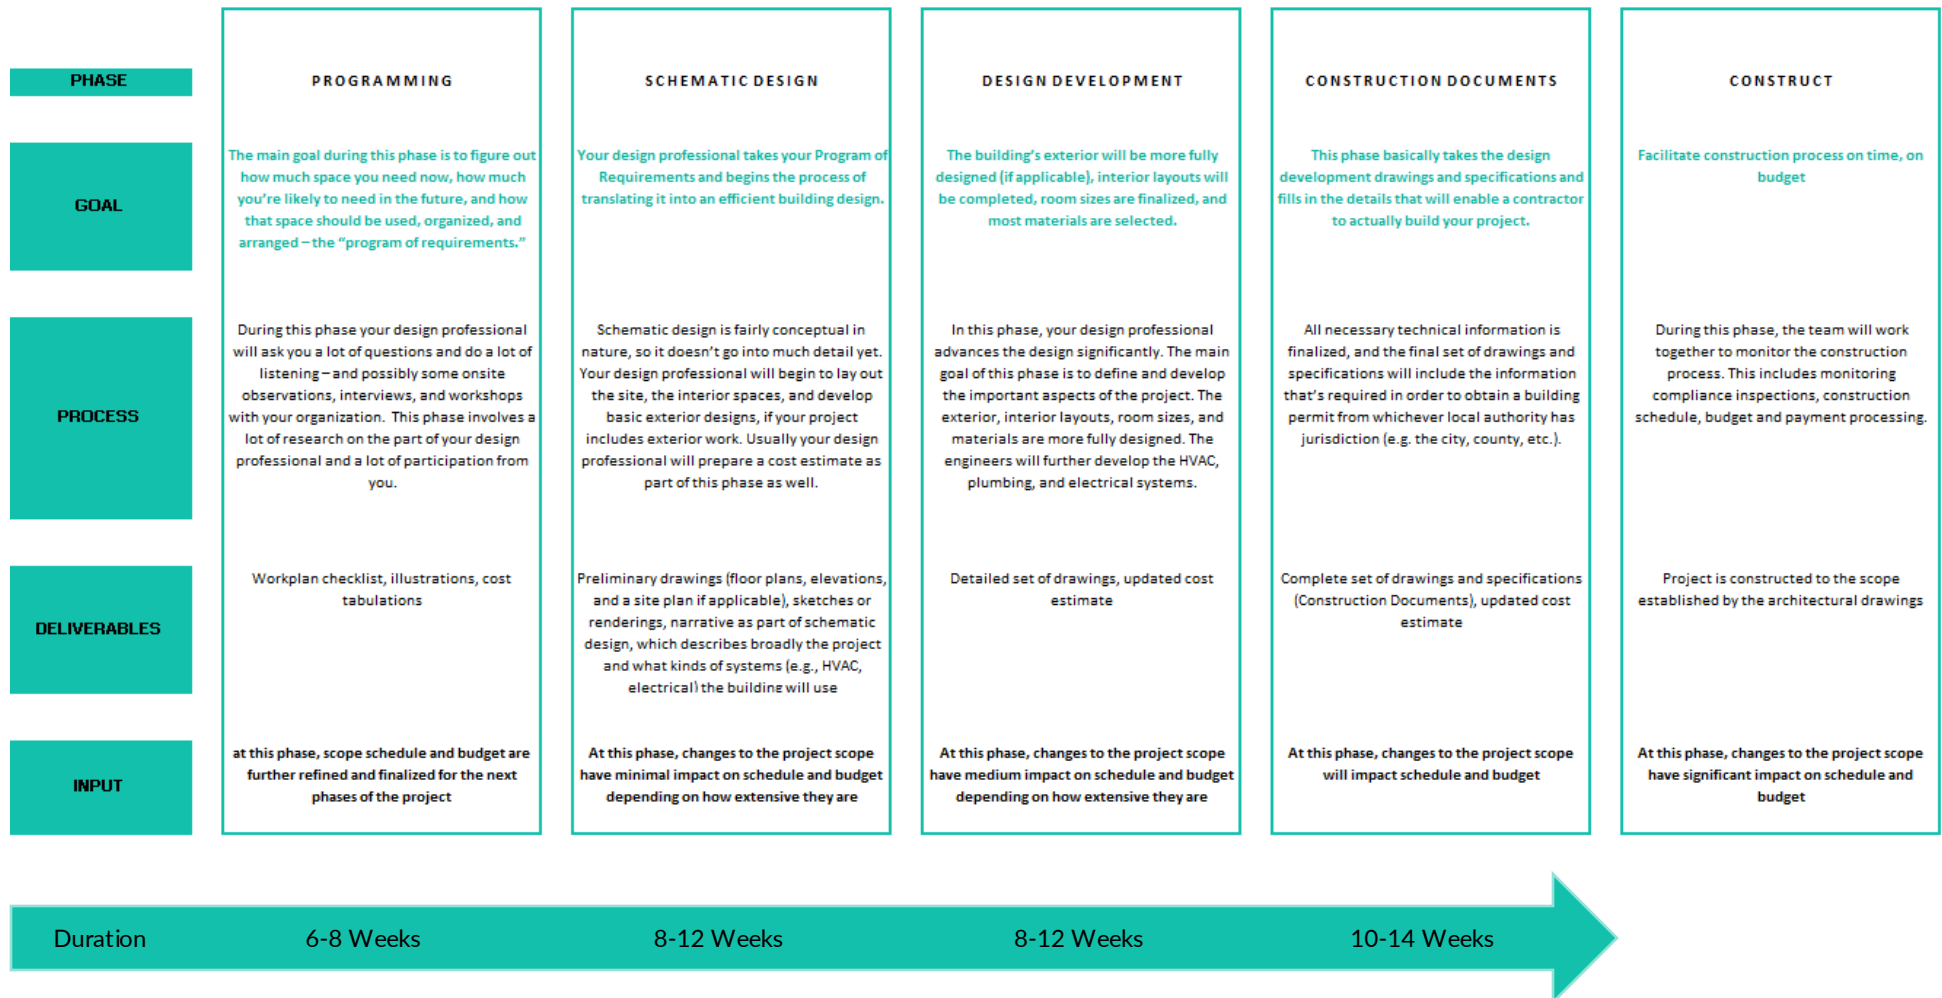 PHASE
PROGRAMMING
SCHEMATIC DESIGN
DESIGN DEVELOPMENT
CONSTRUCTION DOCUMENTS
CONSTRUCT
GOAL
The main goal during this phase is to figure out
how much space you need now, how much
you're likely to need in the future, and how
that space should be used, organized, and
arranged – the “program of requirements.”
Your design professional takes your Program of
Requirements and begins the process of
translating it into an efficient building design.
The building’s exterior will be more fully
designed (if applicable), interior layouts will
be completed, room sizes are finalized, and
most materials are selected.
This phase basically takes the design
development drawings and specifications and
fills in the details that will enable a contractor
to actually build your project.
Facilitate construction process on time, on
budget
PROCESS
During this phase your design professional
will ask you a lot of questions and do a lot of
listening – and possibly some onsite
observations, interviews, and workshops
with your organization. This phase involves a
lot of research on the part of your design
professional and a lot of participation from
you.
Schematic design is fairly conceptual in
nature, so it doesn’t go into much detail yet.
Your design professional will begin to lay out
the site, the interior spaces, and develop
basic exterior designs, if your project
includes exterior work. Usually your design
professional will prepare a cost estimate as
part of this phase as well.
In this phase, your design professional
advances the design significantly. The main
goal of this phase is to define and develop
the important aspects of the project. The
exterior, interior layouts, room sizes, and
materials are more fully designed. The
engineers will further develop the HVAC,
plumbing, and electrical systems.
All necessary technical information is
finalized, and the final set of drawings and
specifications will include the information
that’s required in order to obtain a building
permit from whichever local authority has
jurisdiction (e.g. the city, county, etc.).
During this phase, the team will work
together to monitor the construction
process. This includes monitoring
compliance inspections, construction
schedule, budget and payment processing.
DELIVERABLES
Workplan checklist, illustrations, cost
tabulations
Preliminary drawings (floor plans, elevations,
and a site plan if applicable), sketches or
renderings, narrative as part of schematic
design, which describes broadly the project
and what kinds of systems (e.g., HVAC,
electrical) the building will use
Detailed set of drawings, updated cost
estimate
Complete set of drawings and specifications
(Construction Documents), updated cost
estimate
Project is constructed to the scope
established by the architectural drawings
INPUT
at this phase, scope schedule and budget are
further refined and finalized for the next
phases of the project
At this phase, changes to the project scope
have minimal impact on schedule and budget
depending on how extensive they are
At this phase, changes to the project scope
have medium impact on schedule and budget
depending on how extensive they are
At this phase, changes to the project scope
will impact schedule and budget
At this phase, changes to the project scope
have significant impact on schedule and
budget
Duration
6-8 Weeks
8-12 Weeks
8-12 Weeks
10-14 Weeks